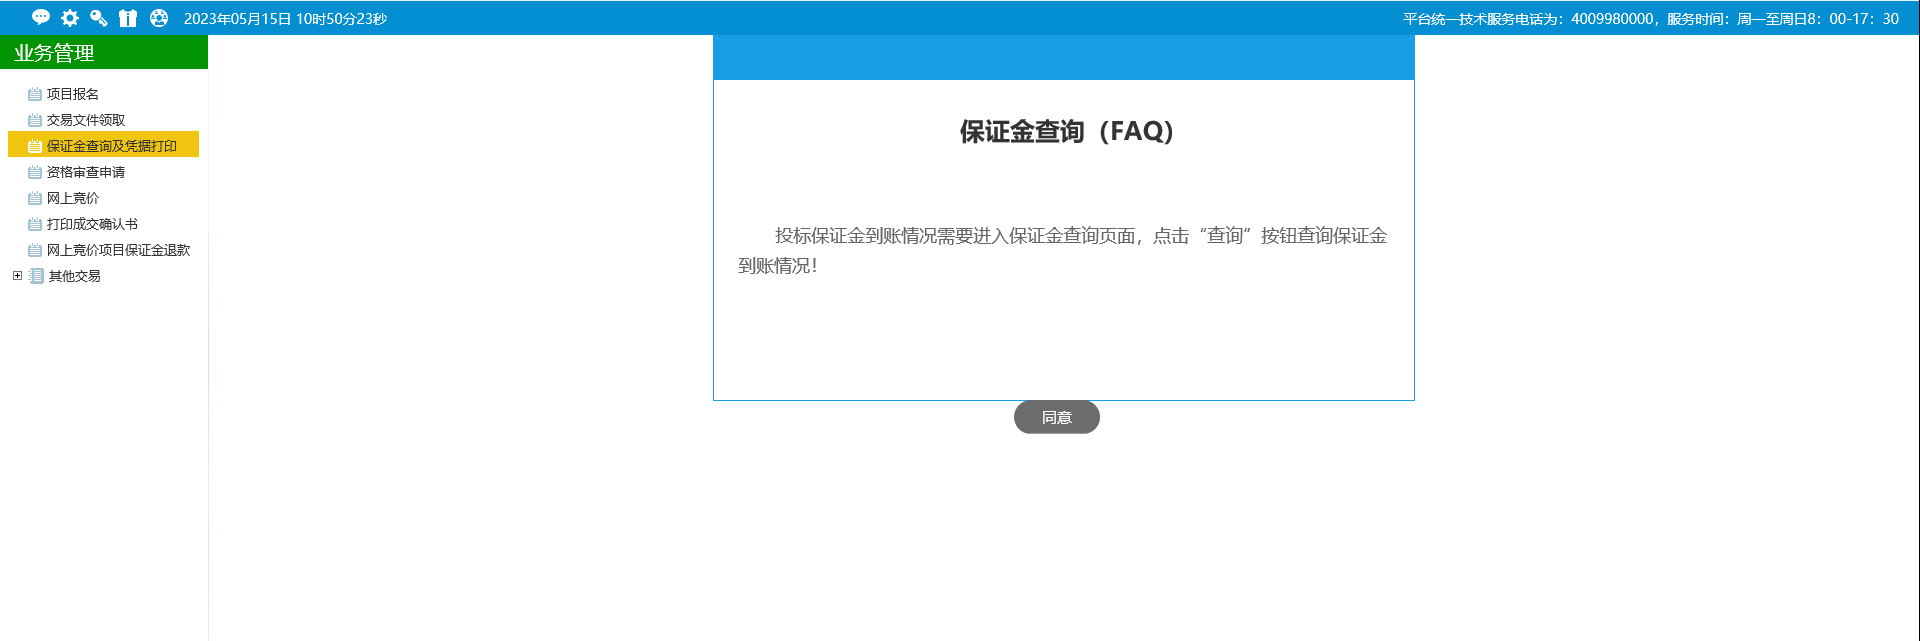 2023年05月15日 10时50分23秒
平台统一技术服务电话为：4009980000，服务时间：周一至周日8：00-17：30
业务管理
项目报名
交易文件领取
保证金查询及凭据打印
资格审查申请
网上竞价
打印成交确认书
网上竞价项目保证金退款
其他交易
保证金查询（FAQ）
投标保证金到账情况需要进入保证金查询页面，点击“查询”按钮查询保证金
到账情况！
同意